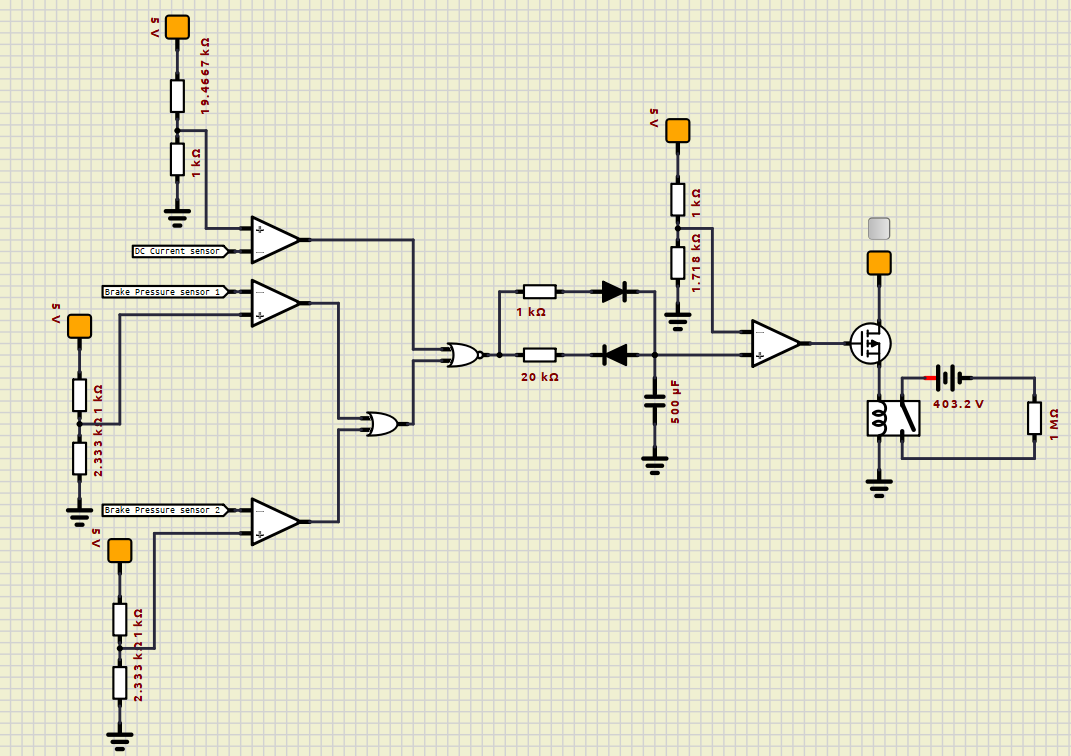 5 V
19.4667 kΩ
1 kΩ
DC Current sensor
Brake Pressure sensor 1
5 V
1 kΩ
2.333 kΩ
Brake Pressure sensor 2
5 V
1 kΩ
2.333 kΩ
1 kΩ
20 kΩ
500 µF
5 V
1 kΩ
1.718 kΩ
403.2 V
1 MΩ